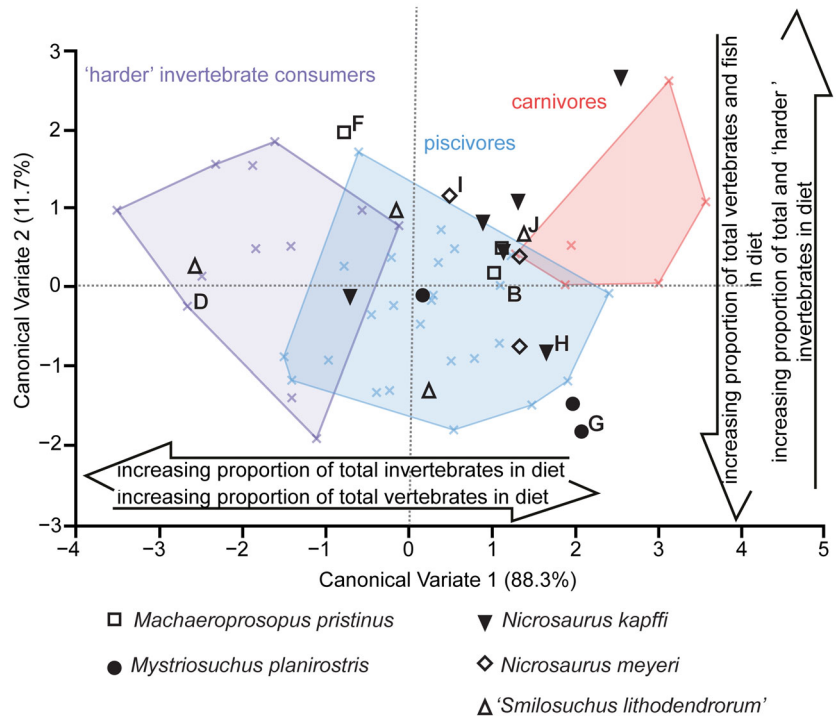 3
2
1
0
−1
−2
−3
Canonical Variate 2 (11.7%)
'harder' invertebrate consumers
carnivores
piscivores
F
I
J
D
B
H
G
increasing proportion of total invertebrates in diet
increasing proportion of total vertebrates in diet
increasing proportion of total vertebrates and fish
in diet
increasing proportion of total and 'harder'
invertebrates in diet
−4
−3
−2
−1
0
1
2
3
4
5
Canonical Variate 1 (88.3%)
Machaeroprosopus pristinus
Mystriosuchus planirostris
Nicrosaurus kapffi
Nicrosaurus meyeri
'Smilosuchus lithodendrorum'